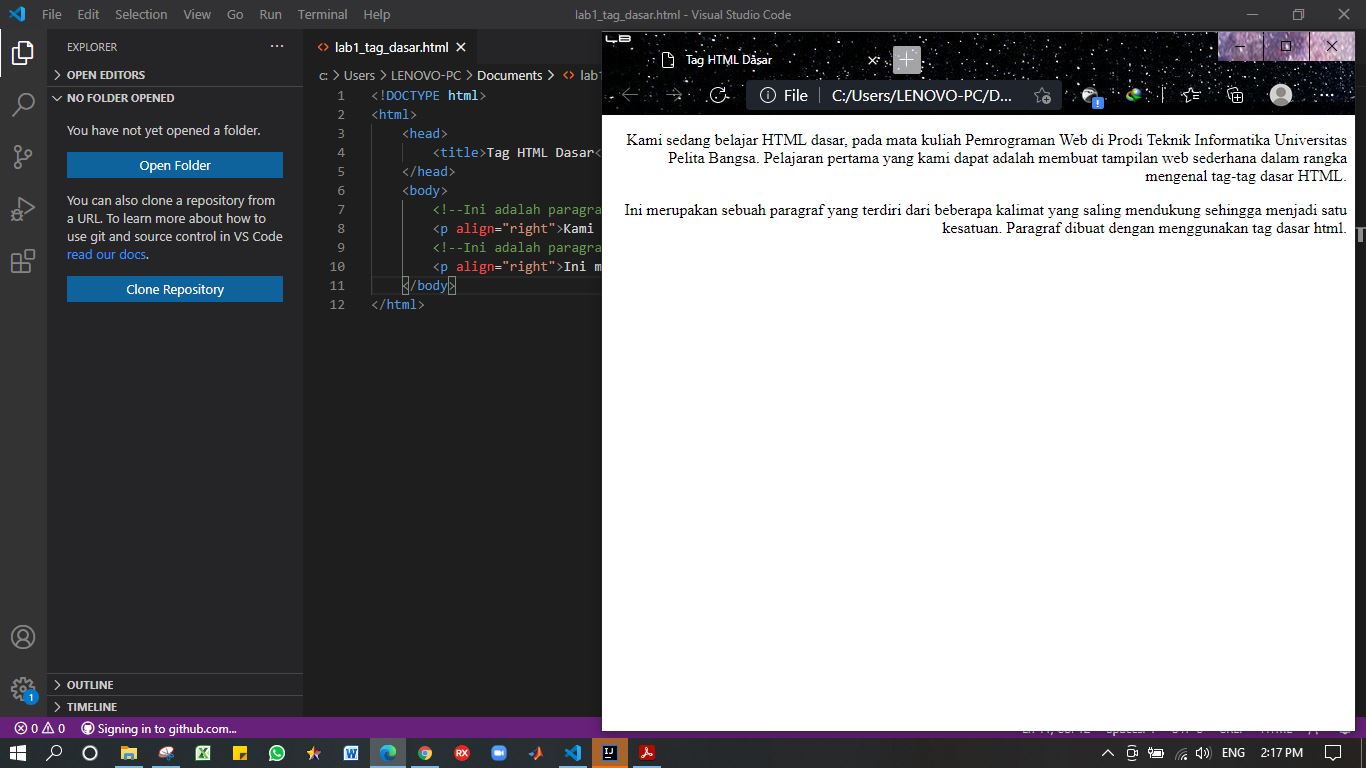 File Edit Selection View Go Run Terminal Help
lab1_tag_dasar.html - Visual Studio Code
EXPLORER
OPEN EDITORS
NO FOLDER OPENED
You have not yet opened a folder.
Open Folder
You can also clone a repository from
a URL. To learn more about how to
use git and source control in VS Code
read our docs.
Clone Repository
OUTLINE
TIMELINE
lab1_tag_dasar.html
c: > Users > LENOVO-PC > Documents > lab1
1 <!DOCTYPE html>
2 <html>
3 <head>
4 <title>Tag HTML Dasar<
5 </head>
6 <body>
7 <!--Ini adalah paragra
8 <p align="right">Kami
9 <!--Ini adalah paragra
10 <p align="right">Ini m
11 </body>
12 </html>
Tag HTML Dasar
File C:/Users/LENOVO-PC/D...
Kami sedang belajar HTML dasar, pada mata kuliah Pemrograman Web di Prodi Teknik Informatika Universitas
Pelita Bangsa. Pelajaran pertama yang kami dapat adalah membuat tampilan web sederhana dalam rangka
mengenal tag-tag dasar HTML.
Ini merupakan sebuah paragraf yang terdiri dari beberapa kalimat yang saling mendukung sehingga menjadi satu
kesatuan. Paragraf dibuat dengan menggunakan tag dasar html.
1
0 0 Signing in to github.com...
ENG 2:17 PM